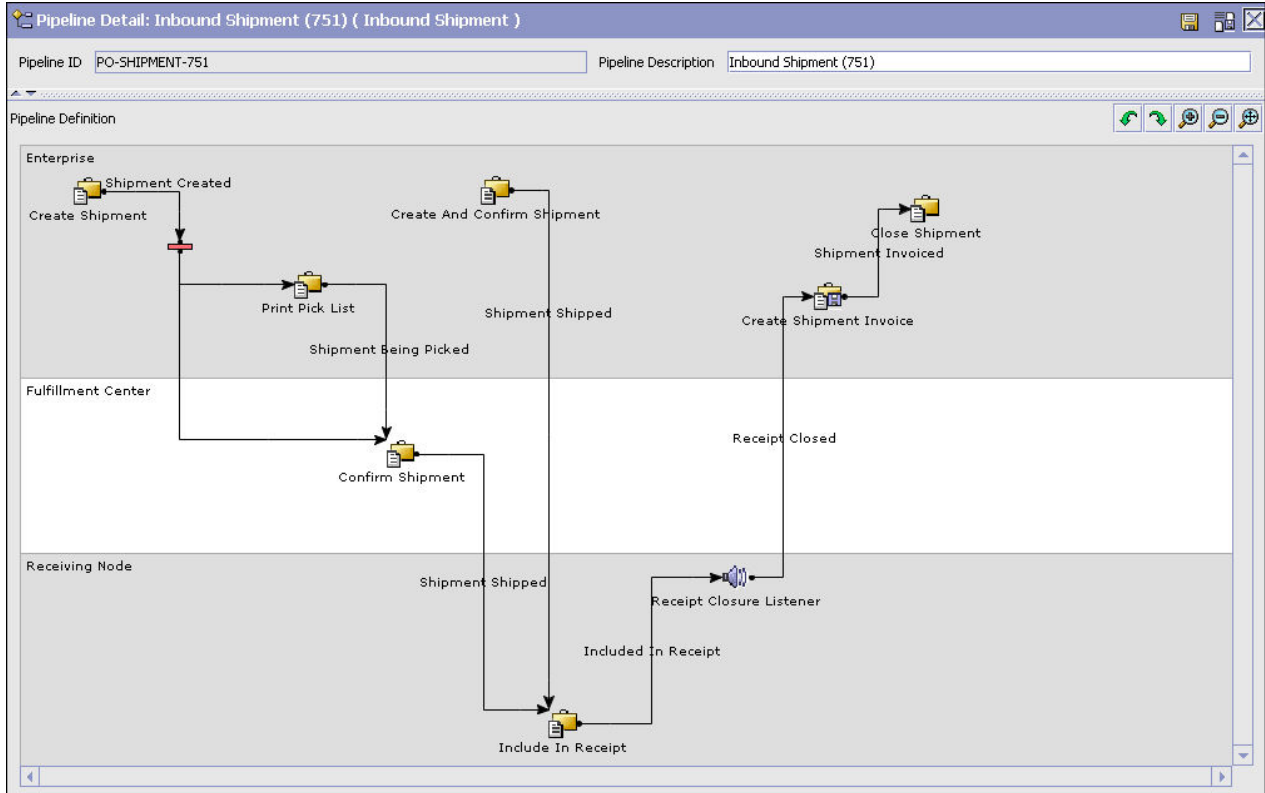 Pipeline Detail: Inbound Shipment (751) ( Inbound Shipment )
Pipeline ID PO-SHIPMENT-751 Pipeline Description Inbound Shipment (751)
Pipeline Definition
Enterprise
Shipment Created
Create Shipment
Create And Confirm Shipment
Close Shipment
Shipment Invoiced
Print Pick List
Shipment Shipped
Create Shipment Invoice
Shipment Being Picked
Fulfillment Center
Receipt Closed
Confirm Shipment
Receiving Node
Shipment Shipped
Receipt Closure Listener
Included In Receipt
Include In Receipt